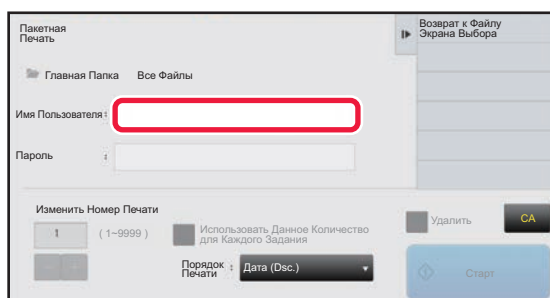 Пакетная
Печать
Возврат к Файлу
Экрана Выбора
Главная Папка Все Файлы
Имя Пользователя :
Пароль :
Изменить Номер Печати
1 ( 1~9999 )
Использовать Данное Количество
для Каждого Задания
Удалить
CA
Порядок :
Печати
Дата (Dsc.)
Старт